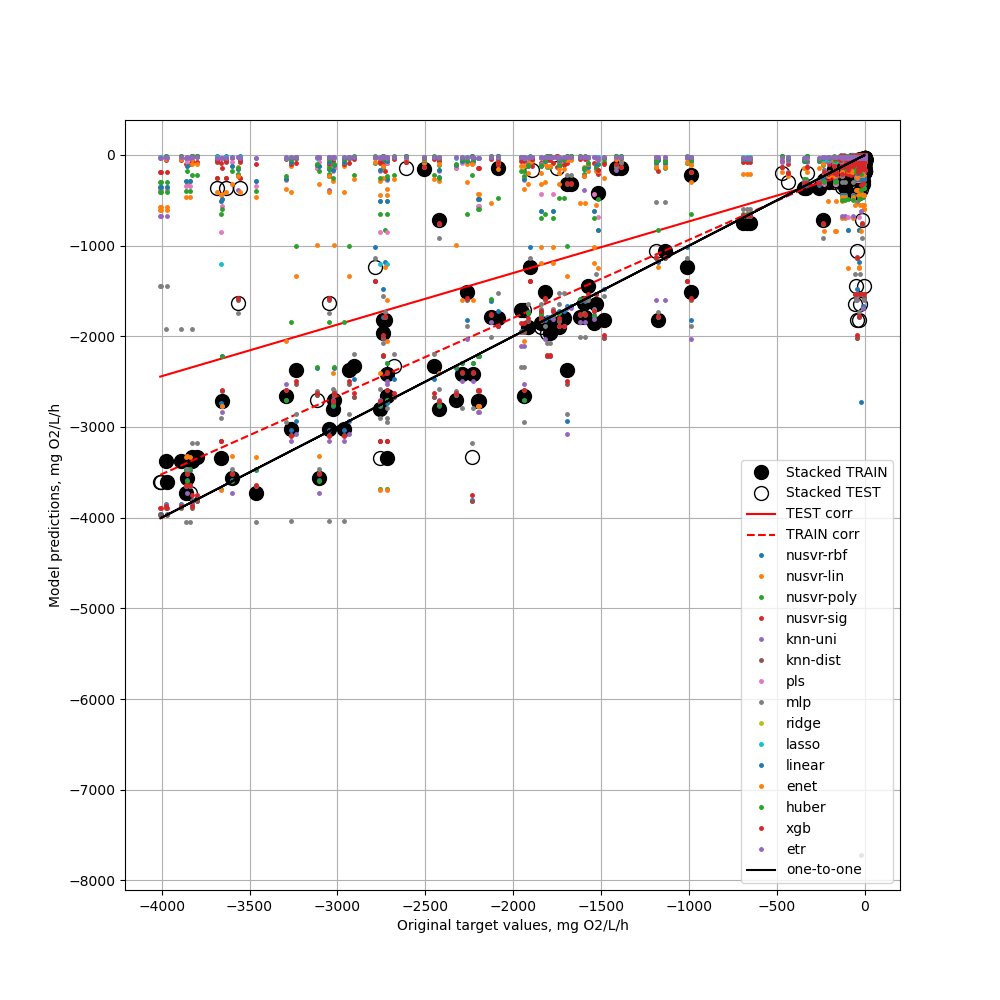 0
−1000
−2000
−3000
−4000
−5000
−6000
−7000
−8000
Model predictions, mg O2/L/h
−4000 −3500 −3000 −2500 −2000 −1500 −1000 −500 0
Original target values, mg O2/L/h
Stacked TRAIN
Stacked TEST
TEST corr
TRAIN corr
nusvr-rbf
nusvr-lin
nusvr-poly
nusvr-sig
knn-uni
knn-dist
pls
mlp
ridge
lasso
linear
enet
huber
xgb
etr
one-to-one